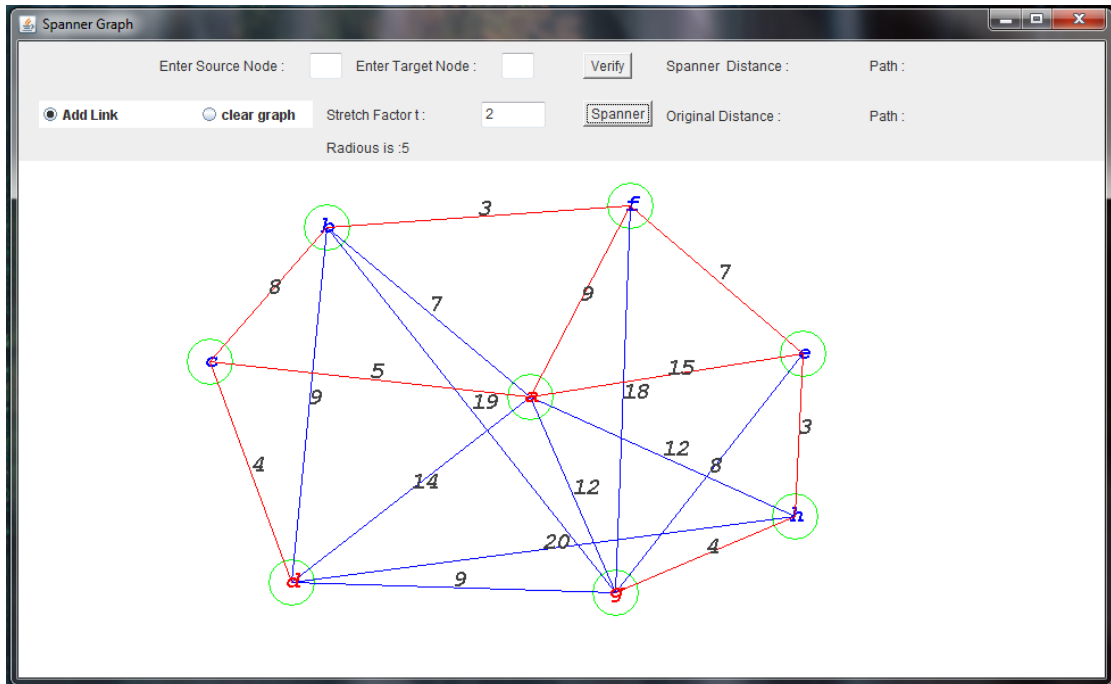 Spanner Graph
Enter Source Node : Enter Target Node : Verify Spanner Distance : Path :
Add Link clear graph Stretch Factor t : 2 Spanner Original Distance : Path :
Radious is :5
b 3 f
8 7 9 7
c 5 a 15 e
9 19 18 3
4 14 12 12 8
h
20 4
d 9 g